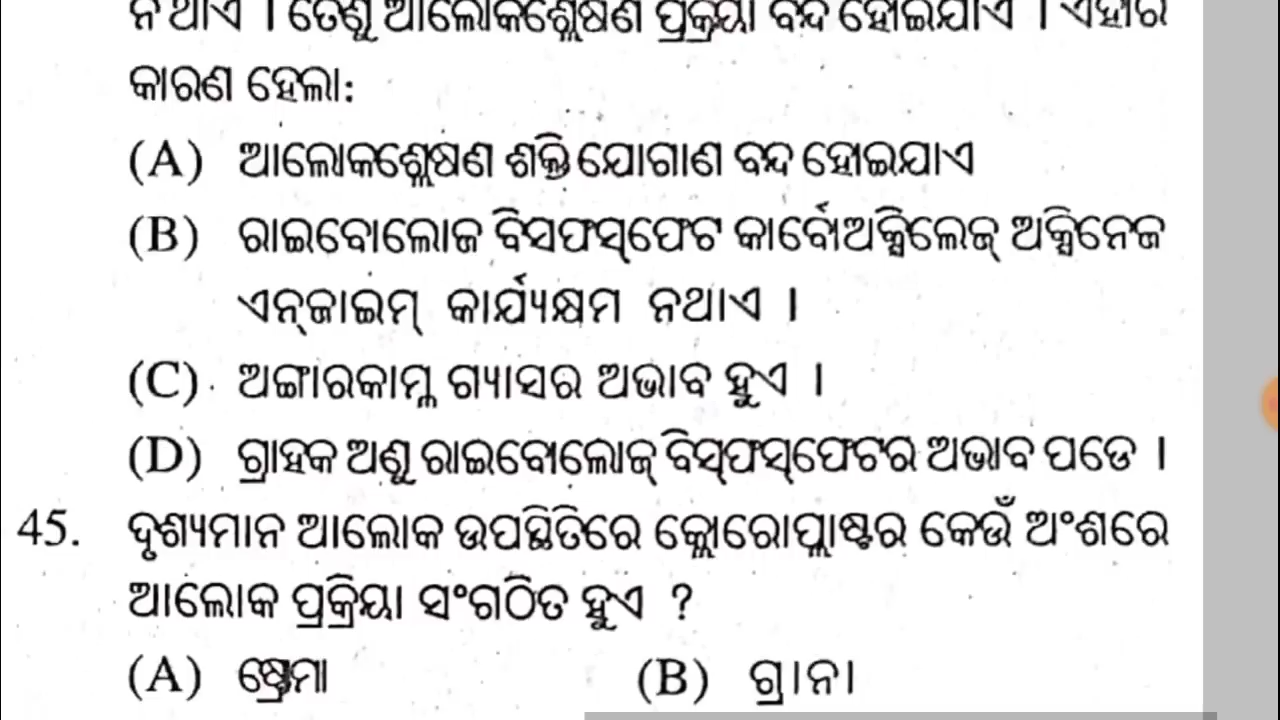 ନ ଥାଏ । ତେଣୁ ଆଲୋକଶ୍ଳେଷଣ ପ୍ରକ୍ରିୟା ବନ୍ଦ ହୋଇଯାଏ । ଏହାର
କାରଣ ହେଲା:
(A) ଆଲୋକଶ୍ଳେଷଣ ଶକ୍ତି ଯୋଗାଣ ବନ୍ଦ ହୋଇଯାଏ
(B) ରାଇବୋଲୋଜ ବିସଫସ୍ଫେଟ କାର୍ବୋଅକ୍ସିଲେଜ୍ ଅକ୍ସିନେଜ
ଏନ୍‌ଜାଇମ୍ କାର୍ଯ୍ୟକ୍ଷମ ନଥାଏ ।
(C) ଅଙ୍ଗାରକାମ୍ଳ ଗ୍ୟାସର ଅଭାବ ହୁଏ ।
(D) ଗ୍ରାହକ ଅଣୁ ରାଇବୋଲୋଜ୍ ବିସ୍‌ଫସ୍‌ଫେଟର ଅଭାବ ପଡେ ।
45. ଦୃଶ୍ୟମାନ ଆଲୋକ ଉପସ୍ଥିତିରେ କ୍ଲୋରୋପ୍ଲାଷ୍ଟର କେଉଁ ଅଂଶରେ
ଆଲୋକ ପ୍ରକ୍ରିୟା ସଂଗଠିତ ହୁଏ ?
(A) ଷ୍ଟ୍ରୋମା (B) ଗ୍ରାନା